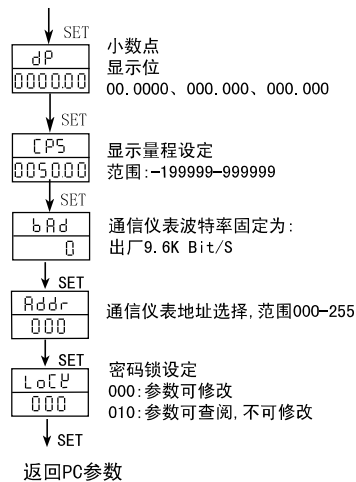 SET
dP
0000.00
小数点
显示位
00.0000、000.000、000.000
SET
CPS
0050.00
显示量程设定
范围:-199999-999999
SET
bAd
0
通信仪表波特率固定为:
出厂9.6K Bit/S
SET
Addr
000
通信仪表地址选择,范围000-255
SET
LoCK
000
密码锁设定
000:参数可修改
010:参数可查阅,不可修改
SET
返回PC参数